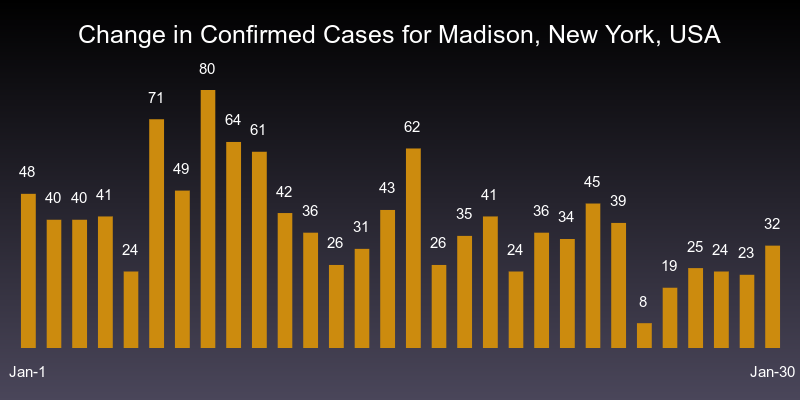 Change in Confirmed Cases for Madison, New York, USA
48 40 40 41 24 71 49 80 64 61 42 36 26 31 43 62 26 35 41 24 36 34 45 39 8 19 25 24 23 32
Jan-1 Jan-30